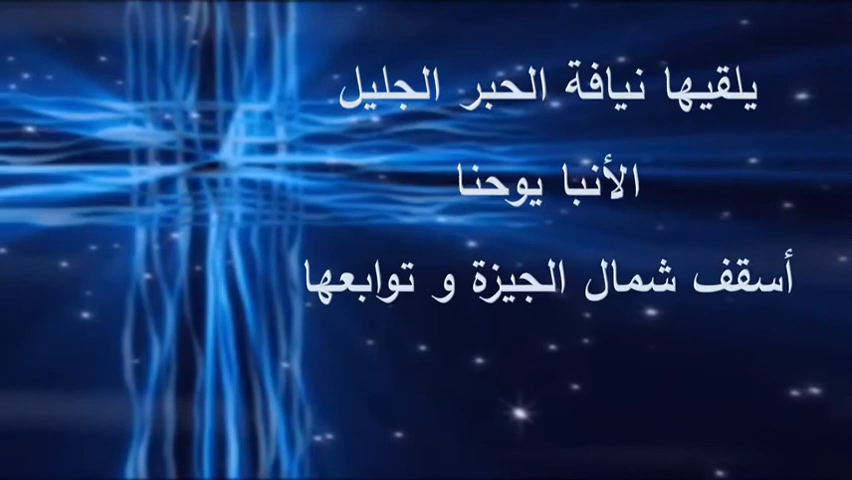 يلقيها نيافة الحبر الجليل
الأنبا يوحنا
أسقف شمال الجيزة و توابعها